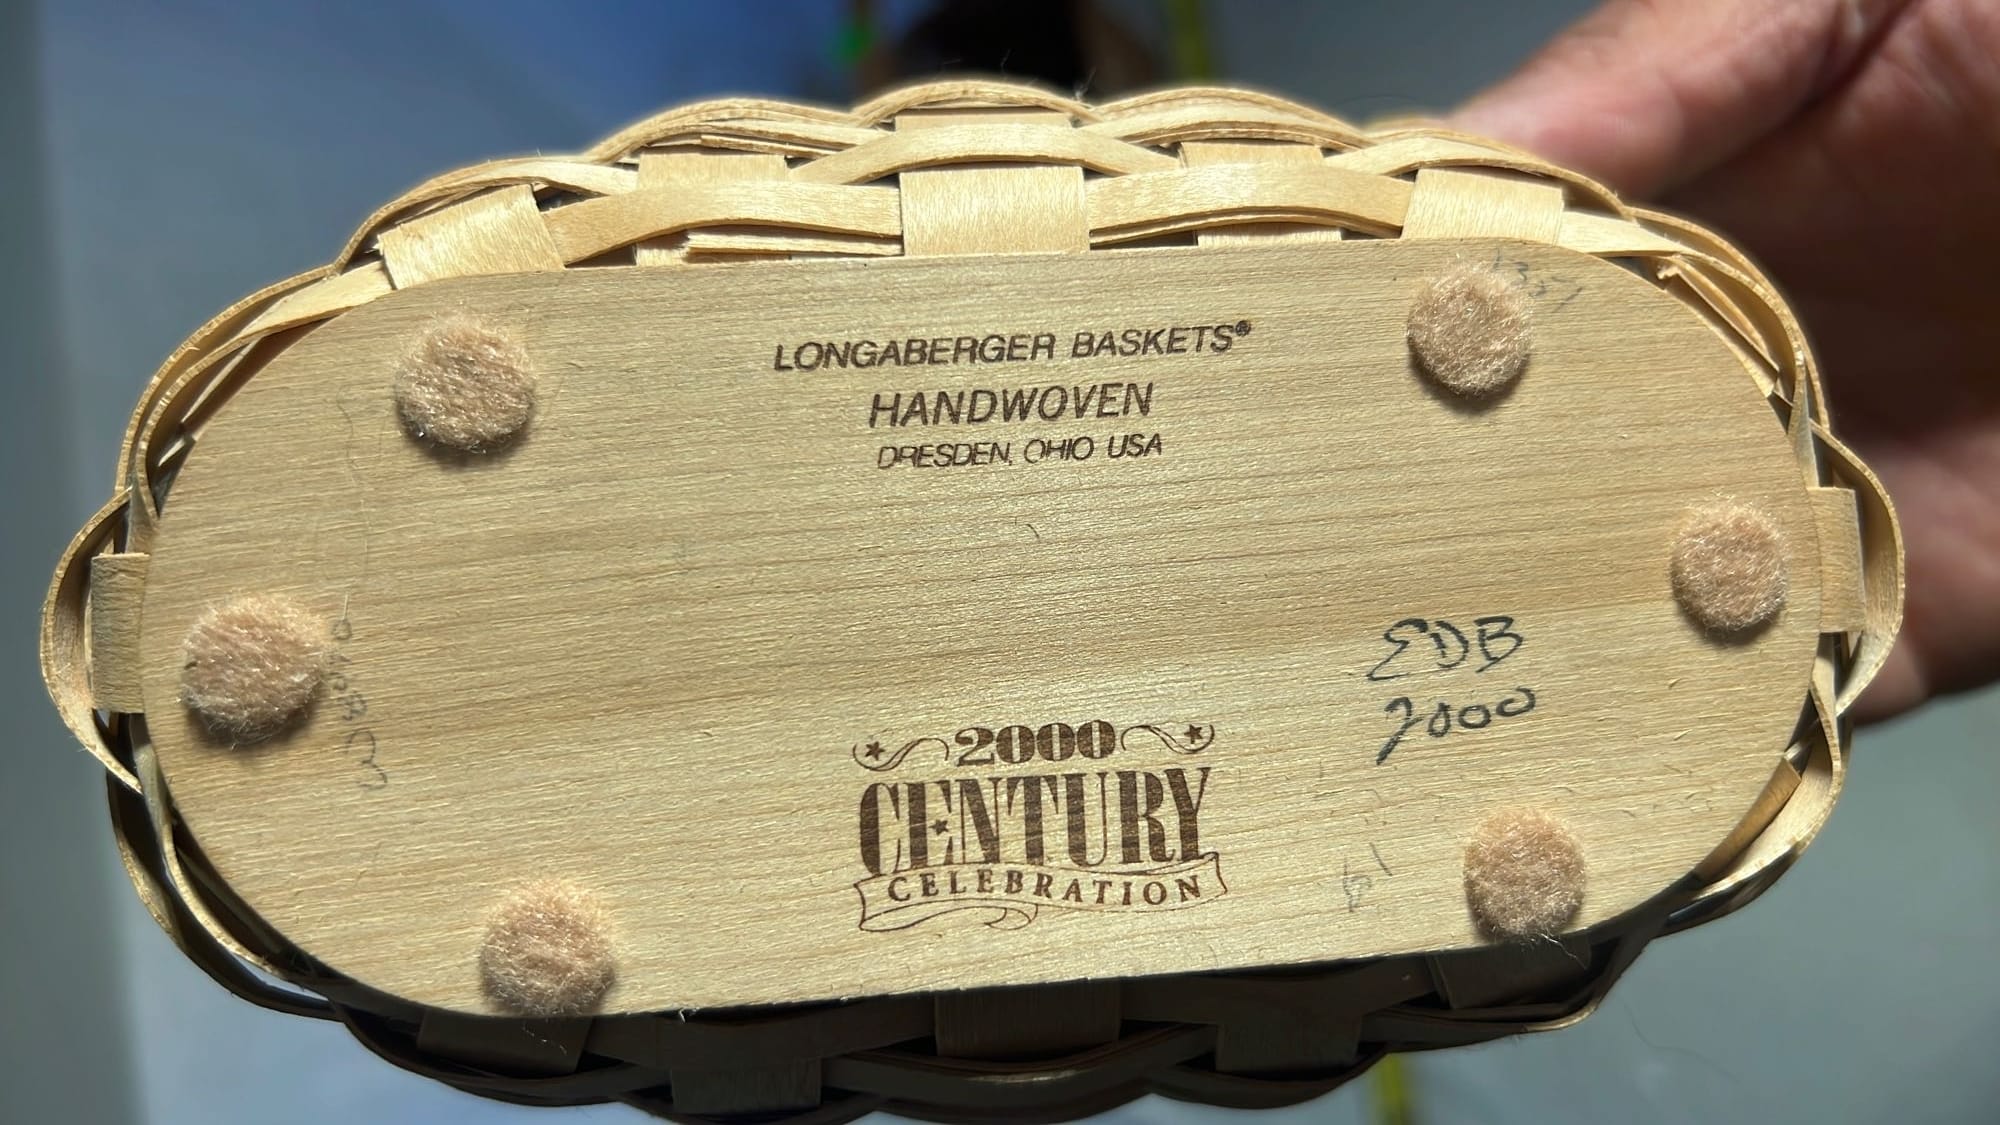 LONGABERGER BASKETS®
HANDWOVEN
DRESDEN, OHIO USA
EDB
2000
2000
CENTURY
CELEBRATION